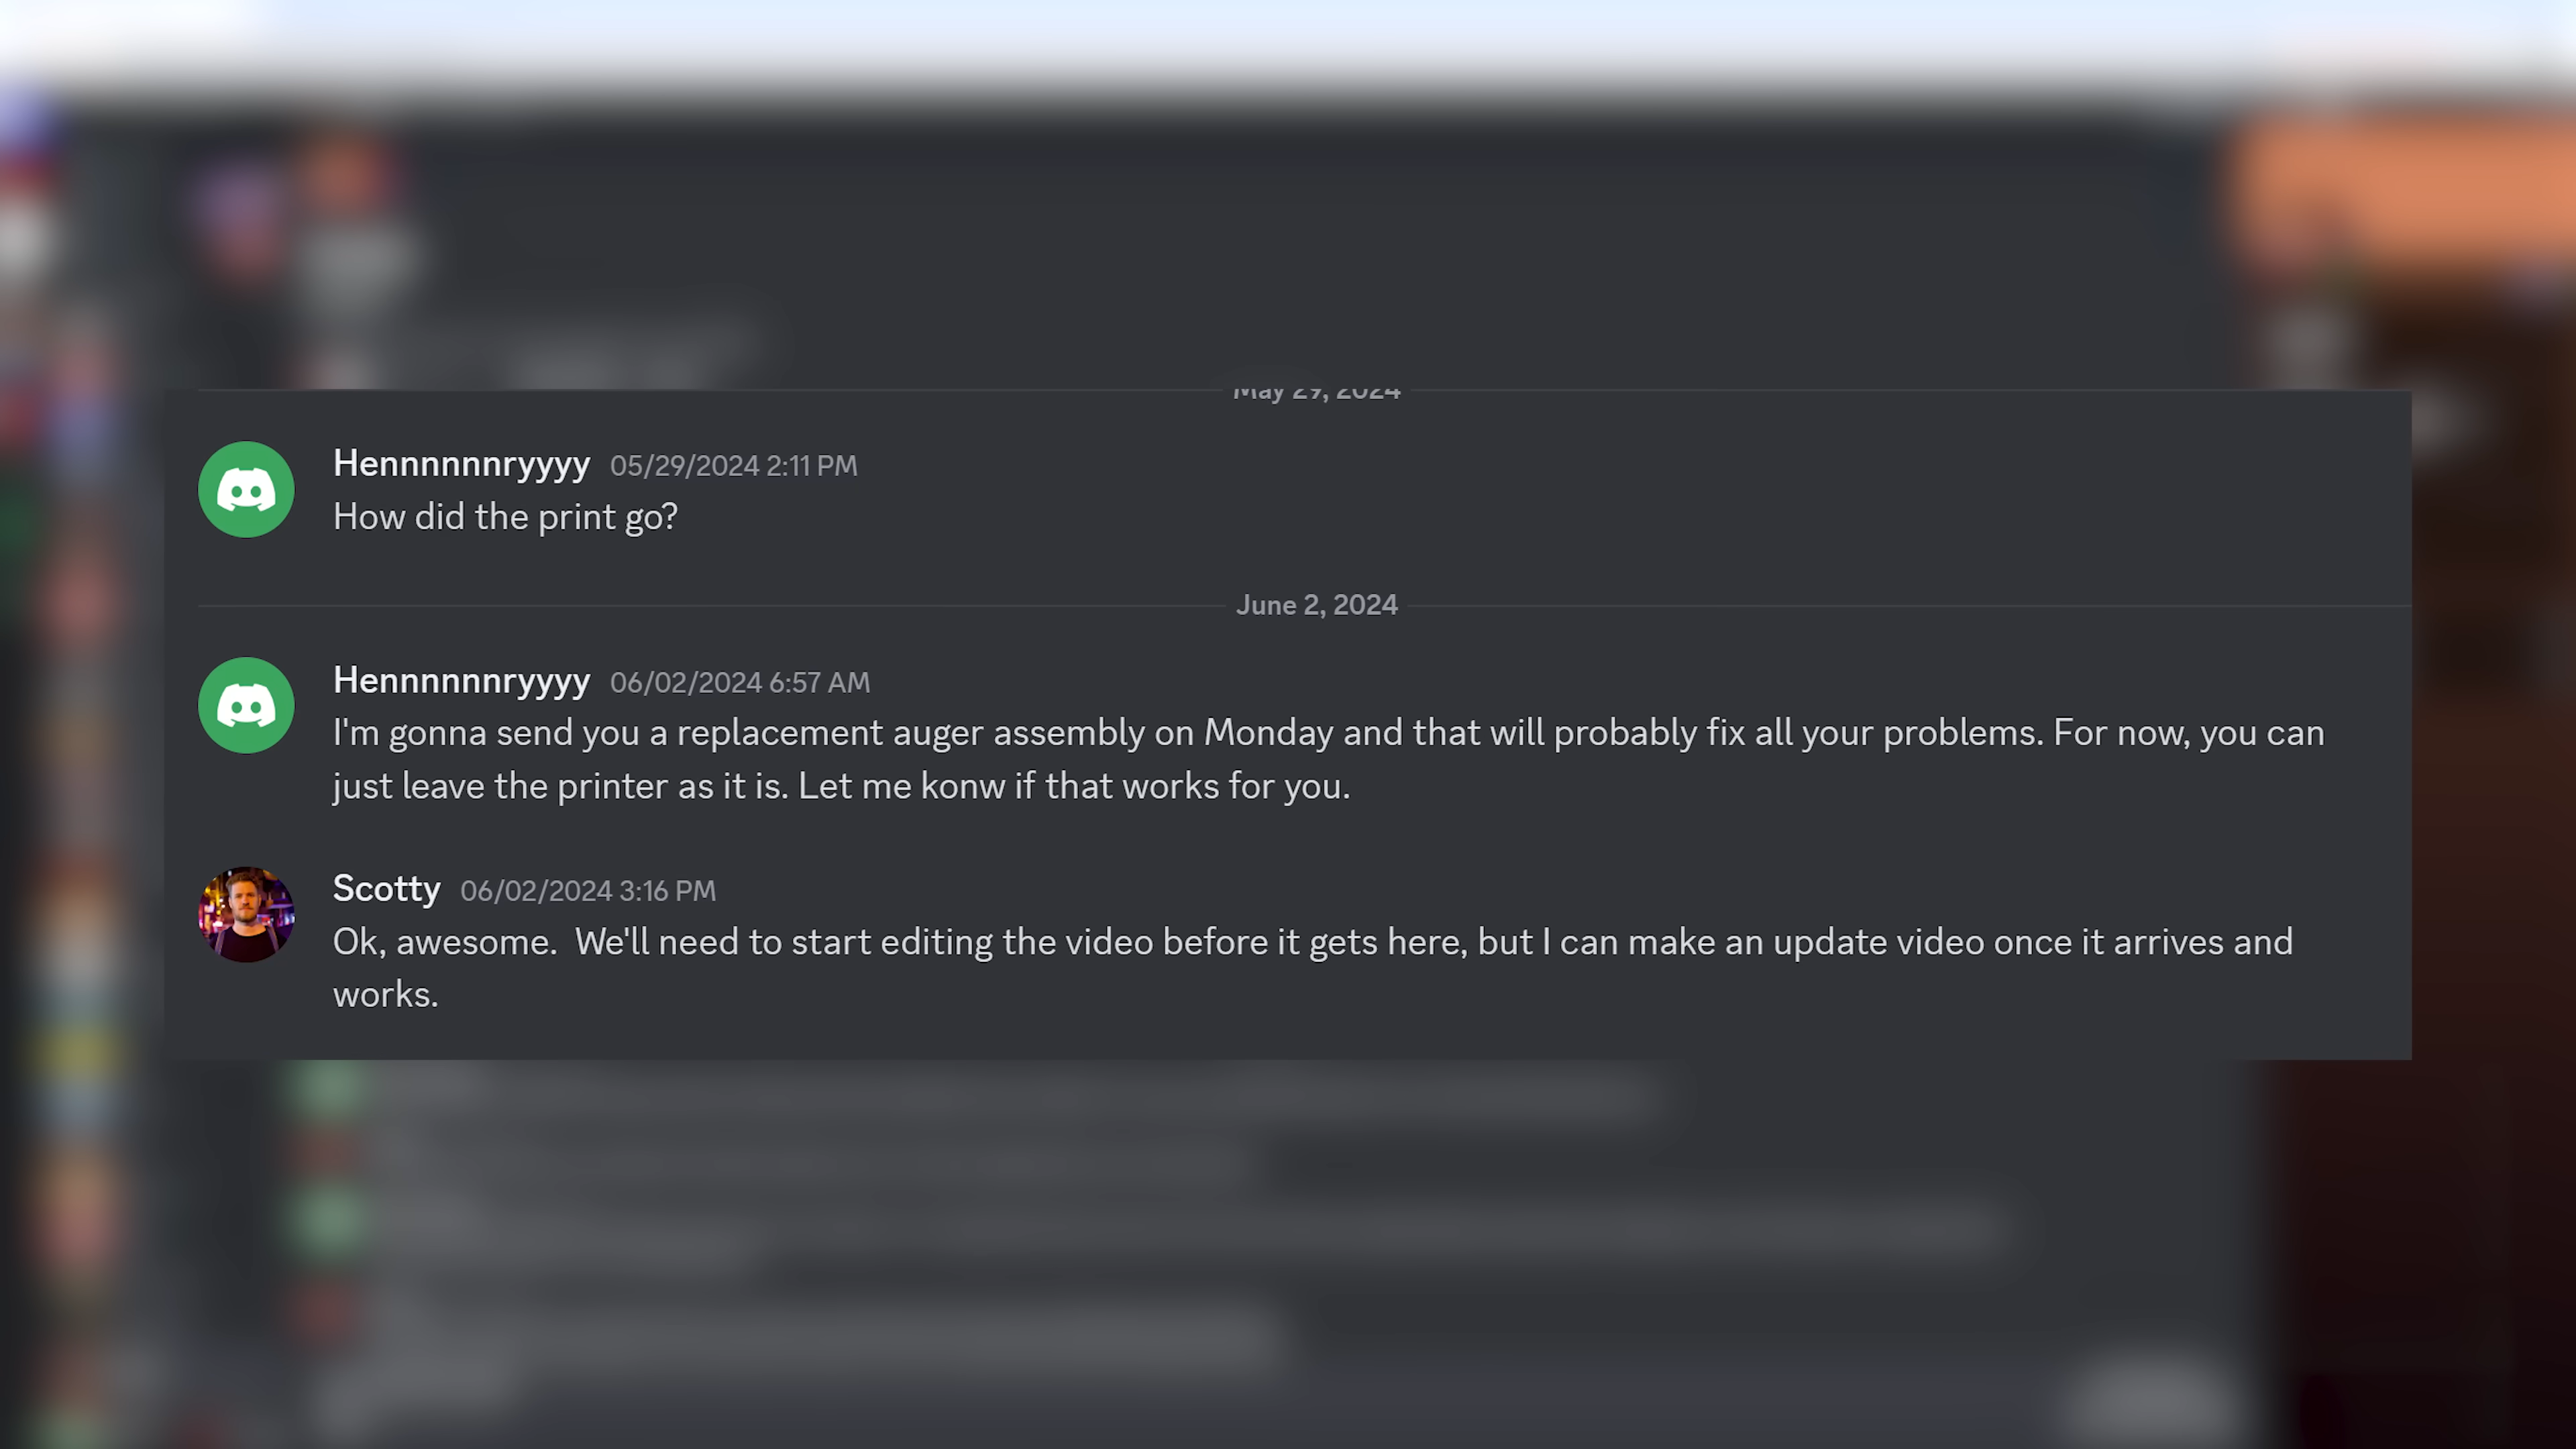 May 29, 2024
Hennnnnnryyyy 05/29/2024 2:11 PM
How did the print go?
June 2, 2024
Hennnnnnryyyy 06/02/2024 6:57 AM
I'm gonna send you a replacement auger assembly on Monday and that will probably fix all your problems. For now, you can
just leave the printer as it is. Let me konw if that works for you.
Scotty 06/02/2024 3:16 PM
Ok, awesome.  We'll need to start editing the video before it gets here, but I can make an update video once it arrives and
works.